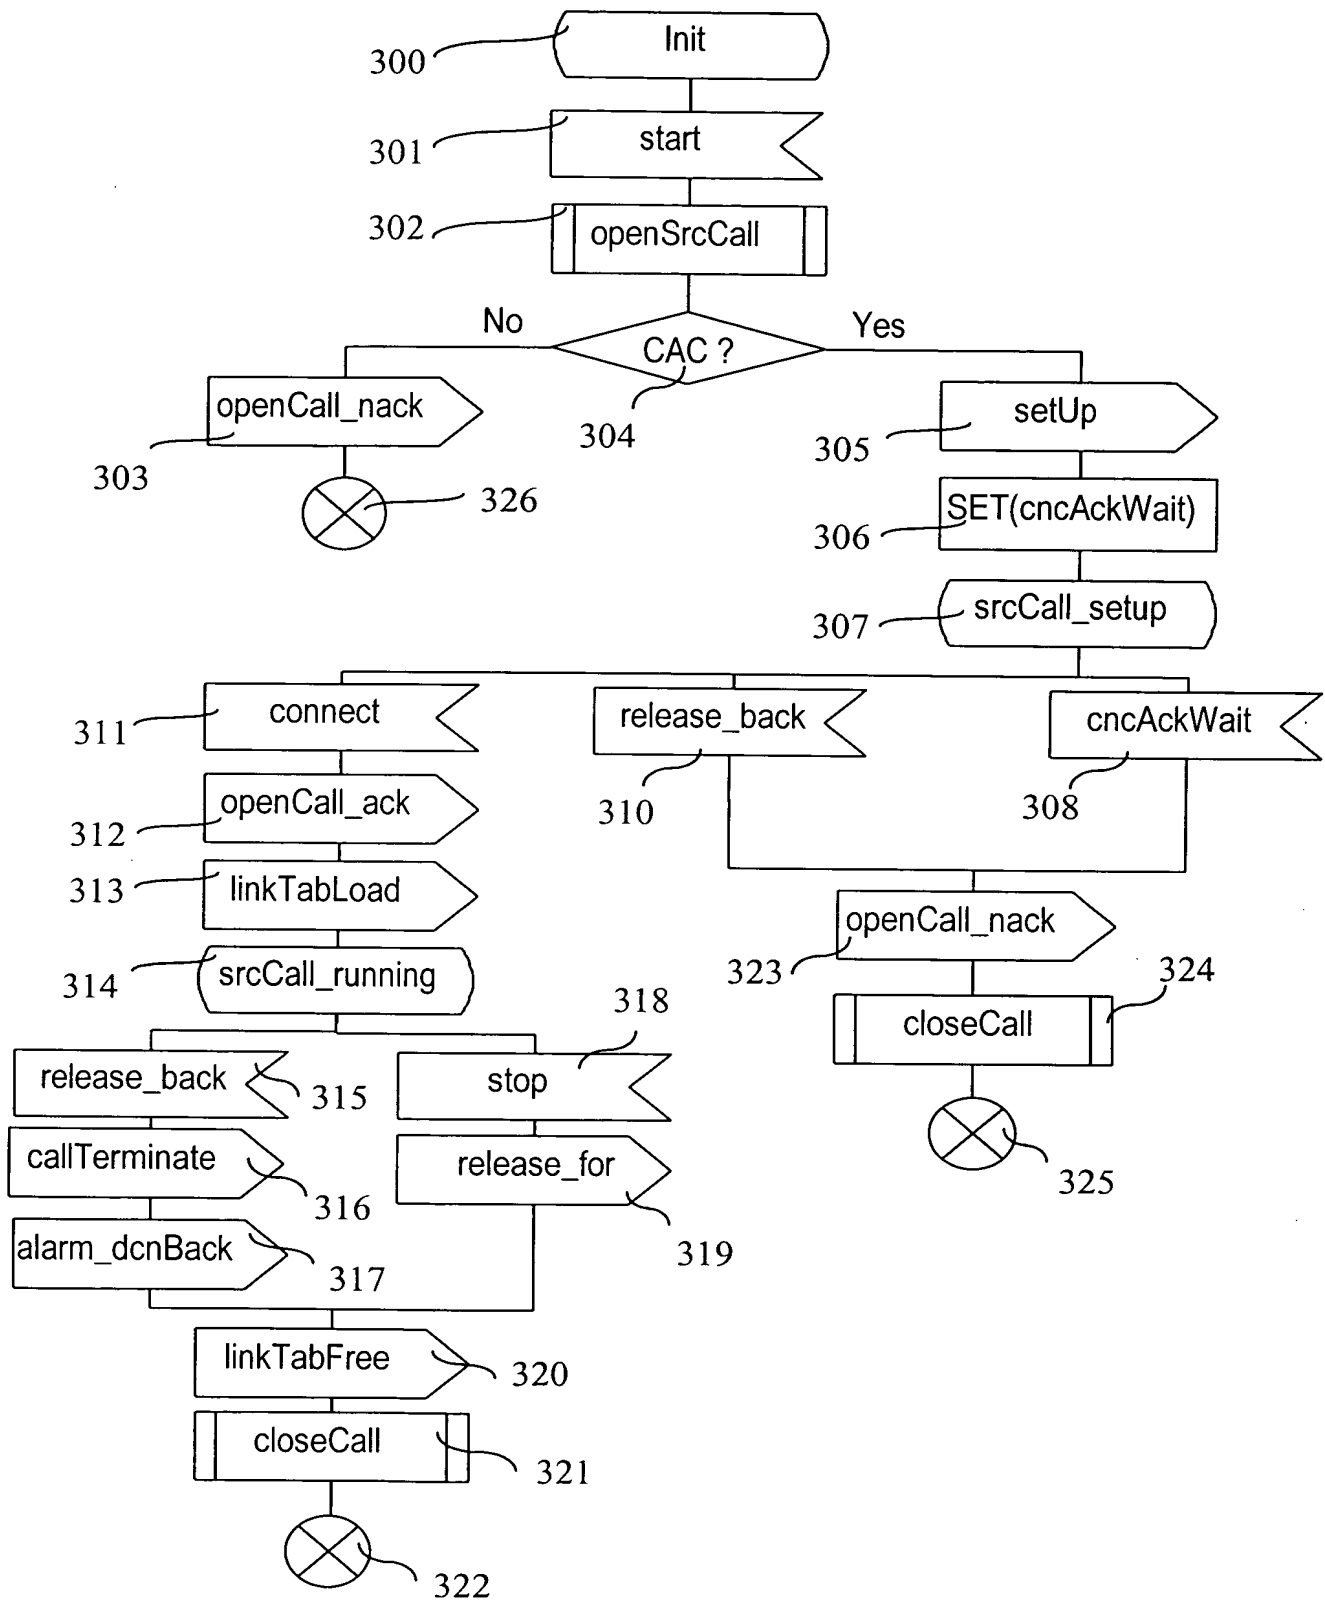 Init
300
start
301
openSrcCall
302
No
Yes
CAC ?
304
openCall_nack
303
326
setUp
305
SET(cncAckWait)
306
srcCall_setup
307
connect
311
release_back
310
cncAckWait
308
openCall_ack
312
linkTabLoad
313
openCall_nack
323
srcCall_running
314
closeCall
324
318
release_back
315
stop
325
callTerminate
316
release_for
319
alarm_dcnBack
317
linkTabFree
320
closeCall
321
322